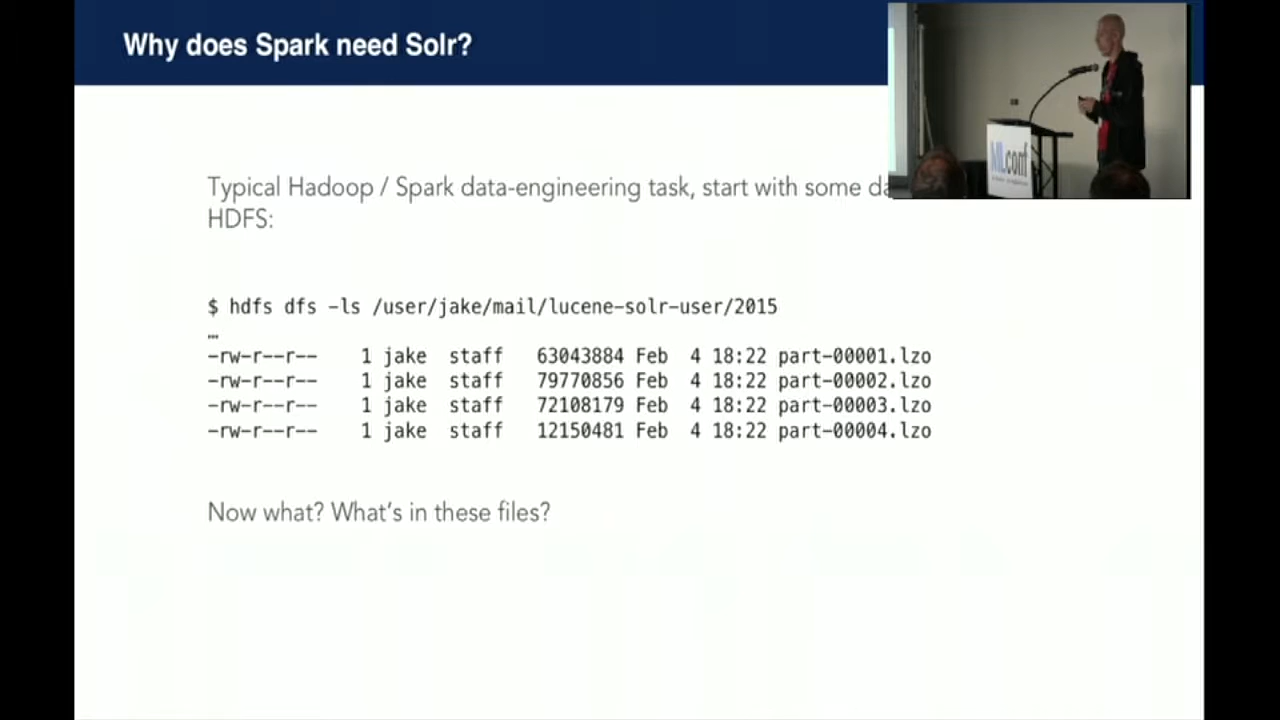 Why does Spark need Solr?
Typical Hadoop / Spark data-engineering task, start with some
HDFS:
$ hdfs dfs -ls /user/jake/mail/lucene-solr-user/2015
…
-rw-r--r-- 1 jake staff 63043884 Feb 4 18:22 part-00001.lzo
-rw-r--r-- 1 jake staff 79770856 Feb 4 18:22 part-00002.lzo
-rw-r--r-- 1 jake staff 72108179 Feb 4 18:22 part-00003.lzo
-rw-r--r-- 1 jake staff 12150481 Feb 4 18:22 part-00004.lzo
Now what? What's in these files?
MLconf